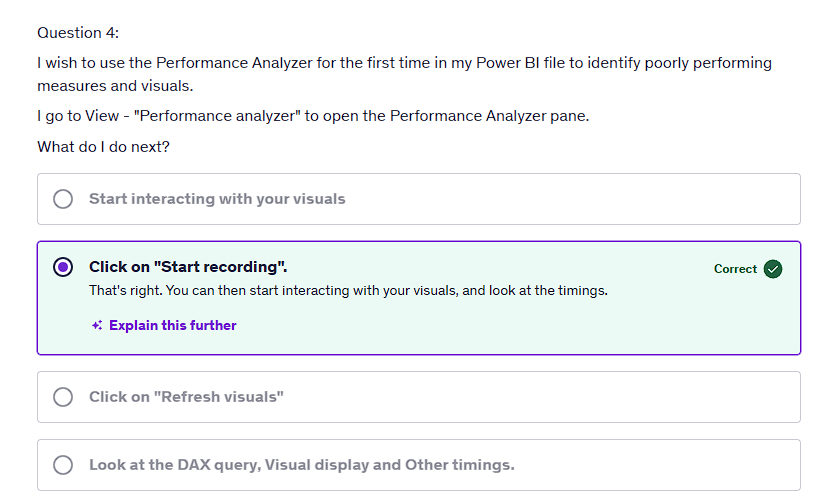 Question 4:
I wish to use the Performance Analyzer for the first time in my Power BI file to identify poorly performing
measures and visuals.
I go to View - "Performance analyzer" to open the Performance Analyzer pane.
What do I do next?
Start interacting with your visuals
Click on "Start recording".
Correct
That's right. You can then start interacting with your visuals, and look at the timings.
Explain this further
Click on "Refresh visuals"
Look at the DAX query, Visual display and Other timings.